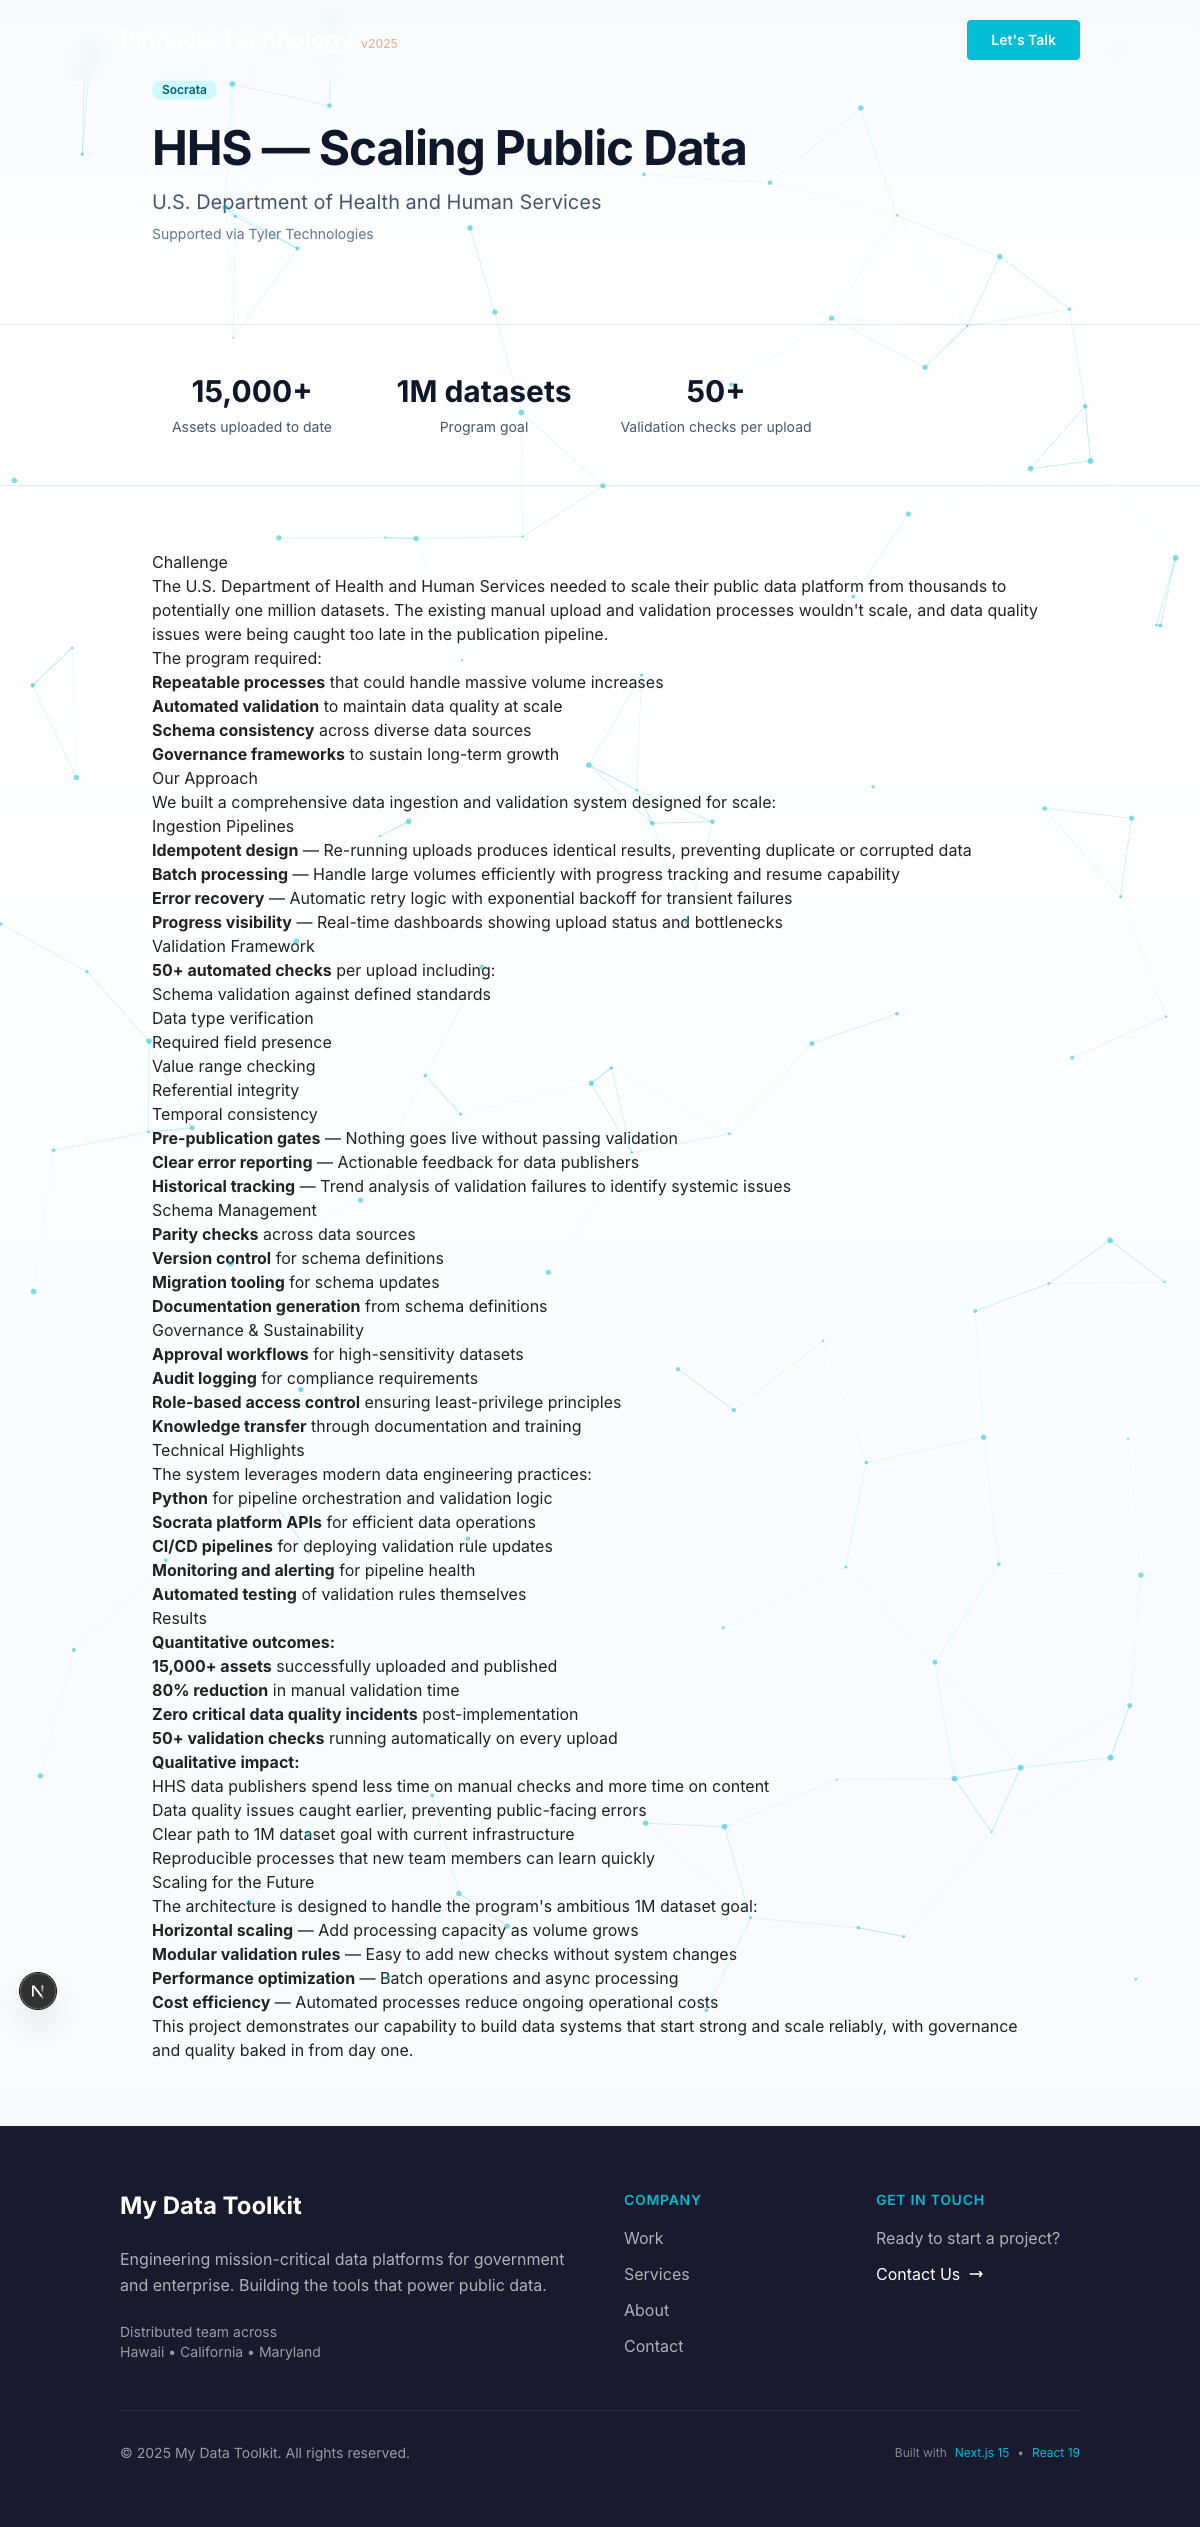 Pinnacle Technology v2025
Let's Talk
Socrata
HHS — Scaling Public Data
U.S. Department of Health and Human Services
Supported via Tyler Technologies
15,000+
Assets uploaded to date
1M datasets
Program goal
50+
Validation checks per upload
Challenge
The U.S. Department of Health and Human Services needed to scale their public data platform from thousands to
potentially one million datasets. The existing manual upload and validation processes wouldn't scale, and data quality
issues were being caught too late in the publication pipeline.
The program required:
Repeatable processes that could handle massive volume increases
Automated validation to maintain data quality at scale
Schema consistency across diverse data sources
Governance frameworks to sustain long-term growth
Our Approach
We built a comprehensive data ingestion and validation system designed for scale:
Ingestion Pipelines
Idempotent design — Re-running uploads produces identical results, preventing duplicate or corrupted data
Batch processing — Handle large volumes efficiently with progress tracking and resume capability
Error recovery — Automatic retry logic with exponential backoff for transient failures
Progress visibility — Real-time dashboards showing upload status and bottlenecks
Validation Framework
50+ automated checks per upload including:
Schema validation against defined standards
Data type verification
Required field presence
Value range checking
Referential integrity
Temporal consistency
Pre-publication gates — Nothing goes live without passing validation
Clear error reporting — Actionable feedback for data publishers
Historical tracking — Trend analysis of validation failures to identify systemic issues
Schema Management
Parity checks across data sources
Version control for schema definitions
Migration tooling for schema updates
Documentation generation from schema definitions
Governance & Sustainability
Approval workflows for high-sensitivity datasets
Audit logging for compliance requirements
Role-based access control ensuring least-privilege principles
Knowledge transfer through documentation and training
Technical Highlights
The system leverages modern data engineering practices:
Python for pipeline orchestration and validation logic
Socrata platform APIs for efficient data operations
CI/CD pipelines for deploying validation rule updates
Monitoring and alerting for pipeline health
Automated testing of validation rules themselves
Results
Quantitative outcomes:
15,000+ assets successfully uploaded and published
80% reduction in manual validation time
Zero critical data quality incidents post-implementation
50+ validation checks running automatically on every upload
Qualitative impact:
HHS data publishers spend less time on manual checks and more time on content
Data quality issues caught earlier, preventing public-facing errors
Clear path to 1M dataset goal with current infrastructure
Reproducible processes that new team members can learn quickly
Scaling for the Future
The architecture is designed to handle the program's ambitious 1M dataset goal:
Horizontal scaling — Add processing capacity as volume grows
Modular validation rules — Easy to add new checks without system changes
Performance optimization — Batch operations and async processing
Cost efficiency — Automated processes reduce ongoing operational costs
This project demonstrates our capability to build data systems that start strong and scale reliably, with governance
and quality baked in from day one.
N
My Data Toolkit
Engineering mission-critical data platforms for government
and enterprise. Building the tools that power public data.
Distributed team across
Hawaii • California • Maryland
COMPANY
Work
Services
About
Contact
GET IN TOUCH
Ready to start a project?
Contact Us →
© 2025 My Data Toolkit. All rights reserved.
Built with Next.js 15 • React 19